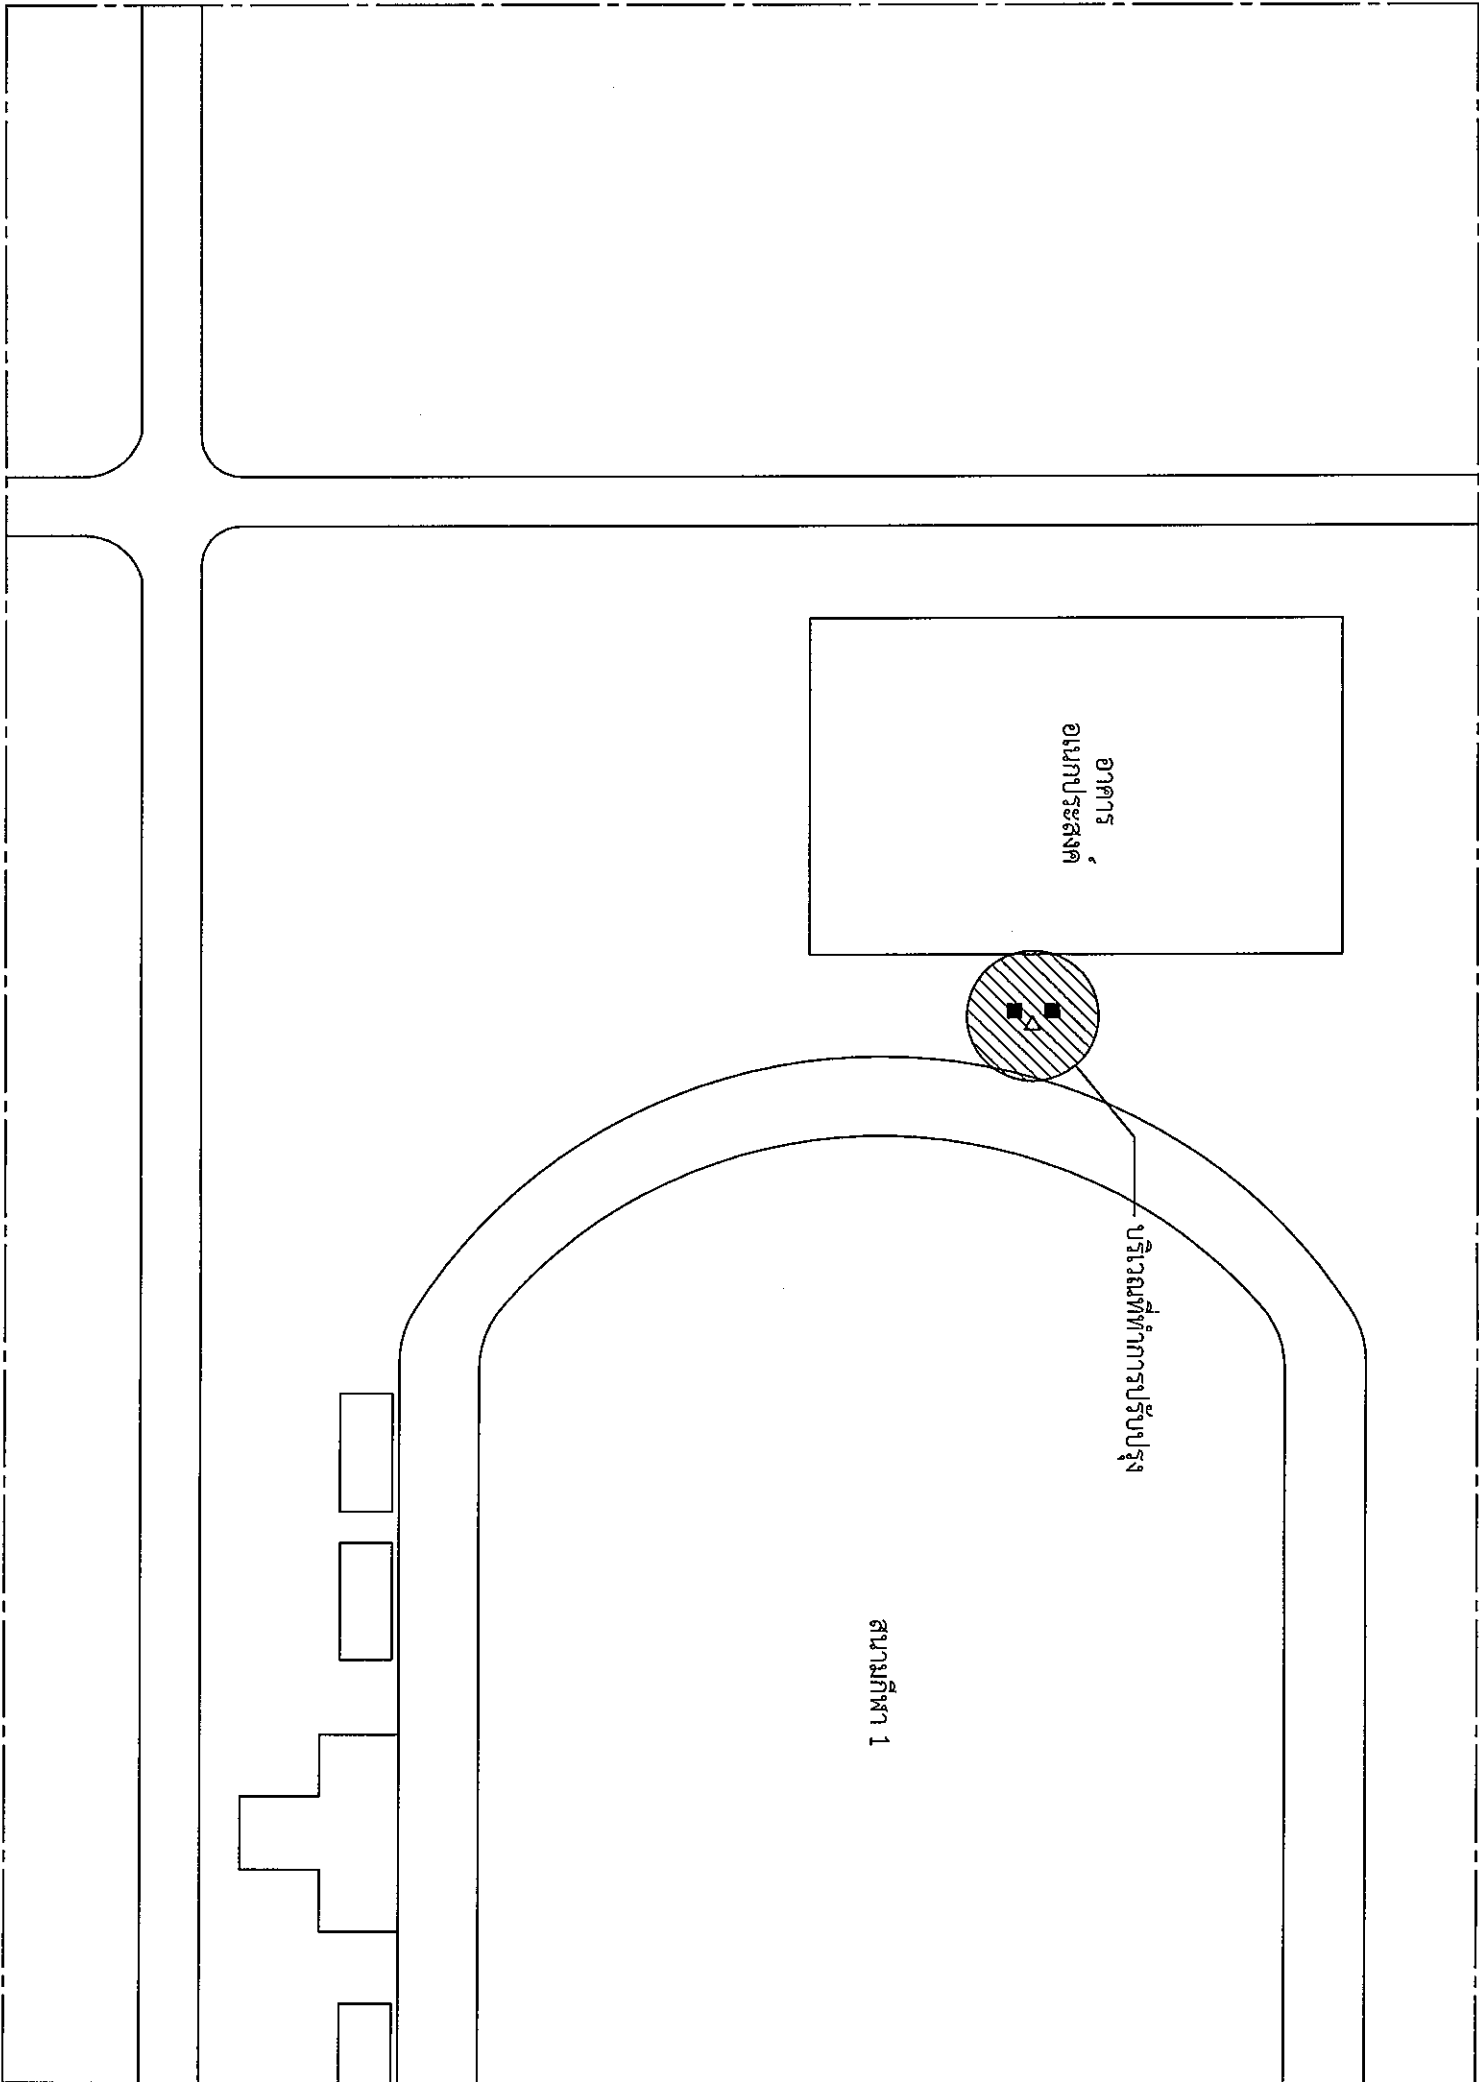 อาคาร
อเนกประสงค์
บริเวณที่ทำการปรับปรุง
สนามกีฬา 1